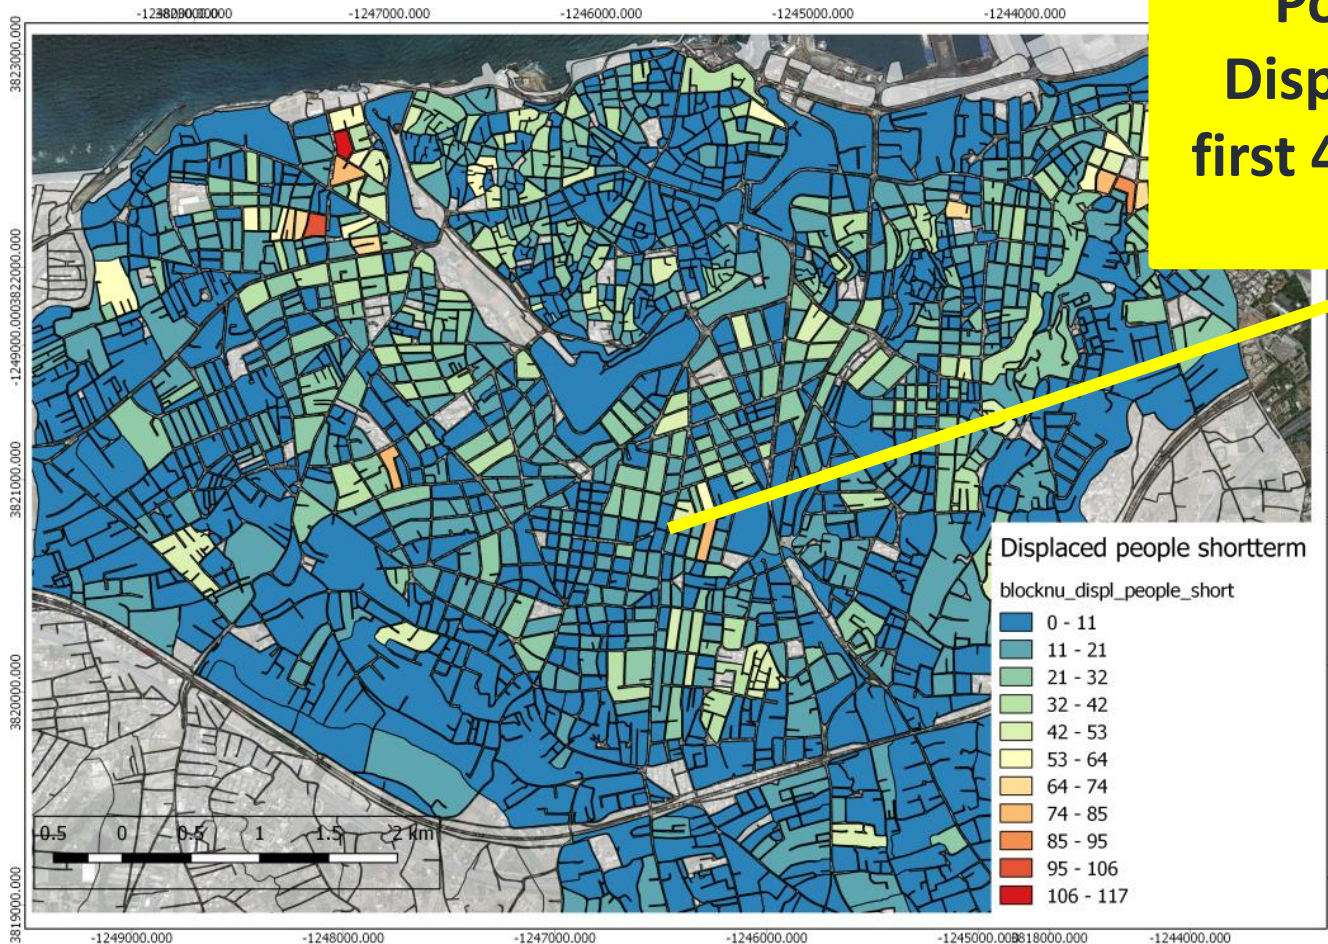 -1247000.000
-1246000.000
-1245000.000
-1244000.000
Displaced people shortterm
blocknu_displ_people_short
0 - 11
11 - 21
21 - 32
32 - 42
42 - 53
53 - 64
64 - 74
74 - 85
85 - 95
95 - 106
106 - 117
first 4
3823000.000
3821000.000
3820000.000
3819000.000
0.5 0 0.5 1 1.5 2 km
-1249000.000
-1248000.000
-1247000.000
-1246000.000
-1244000.000